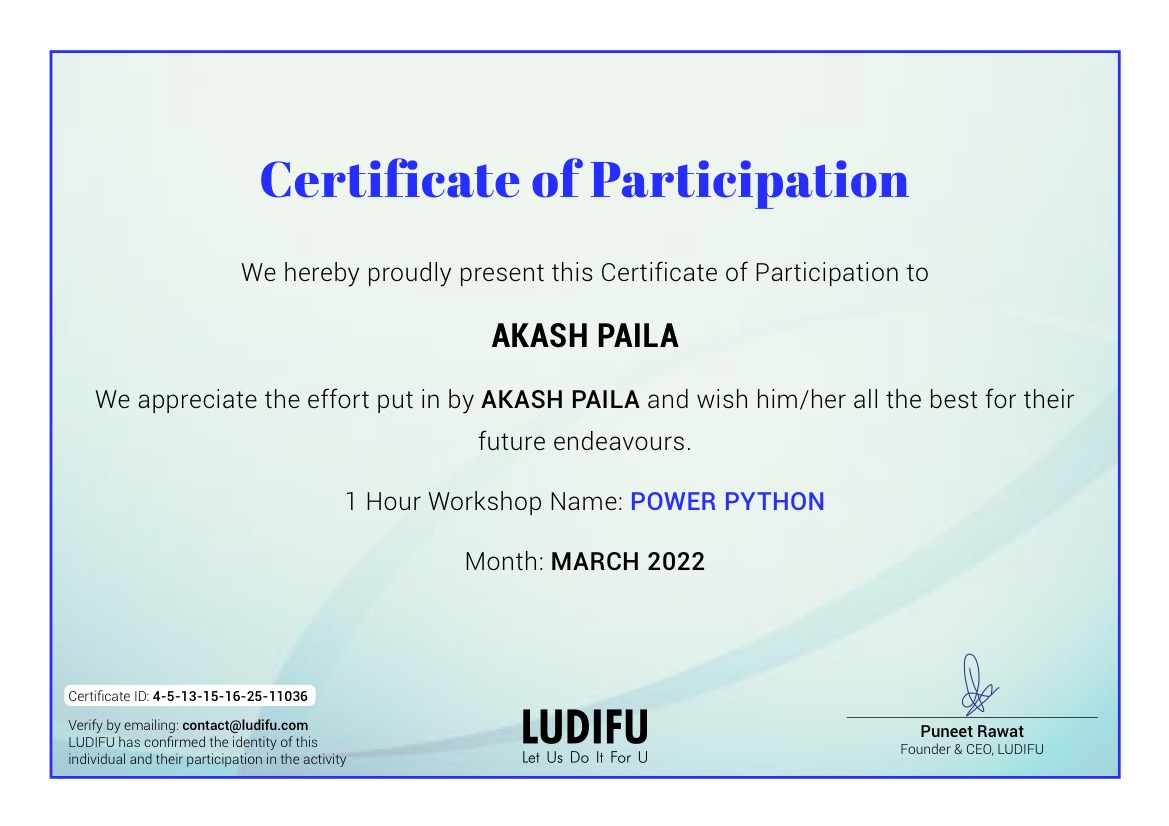 Certificate of Participation
We hereby proudly present this Certificate of Participation to
AKASH PAILA
We appreciate the effort put in by AKASH PAILA and wish him/her all the best for their
future endeavours.
1 Hour Workshop Name: POWER PYTHON
Month: MARCH 2022
Certificate ID: 4-5-13-15-16-25-11036
Verify by emailing: contact@ludifu.com
LUDIFU has confirmed the identity of this
individual and their participation in the activity
LUDIFU
Let Us Do It For U
Puneet Rawat
Founder & CEO, LUDIFU